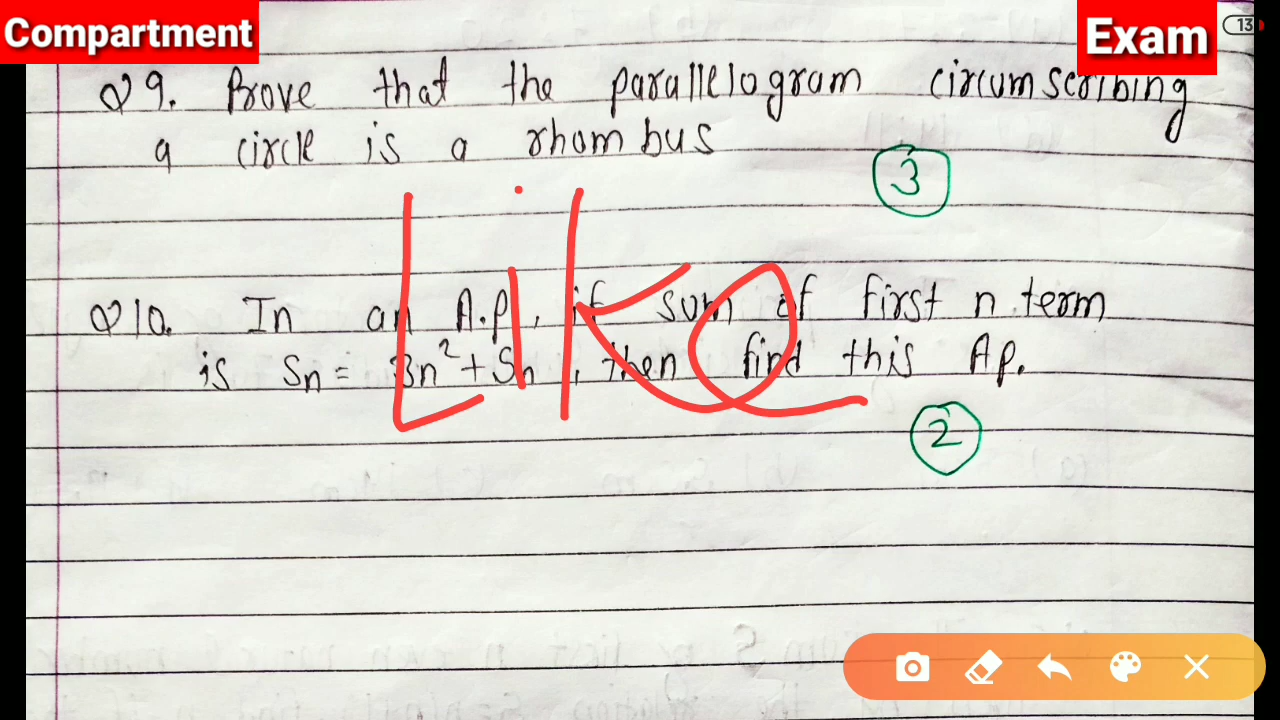 Compartment
Exam
13
Q9. Prove that the parallelogram circumscribing
a circle is a rhombus
3
Like
Q10. In an A.P., if sum of first n term
is Sn = 3n²+5n, then find this Ap.
2